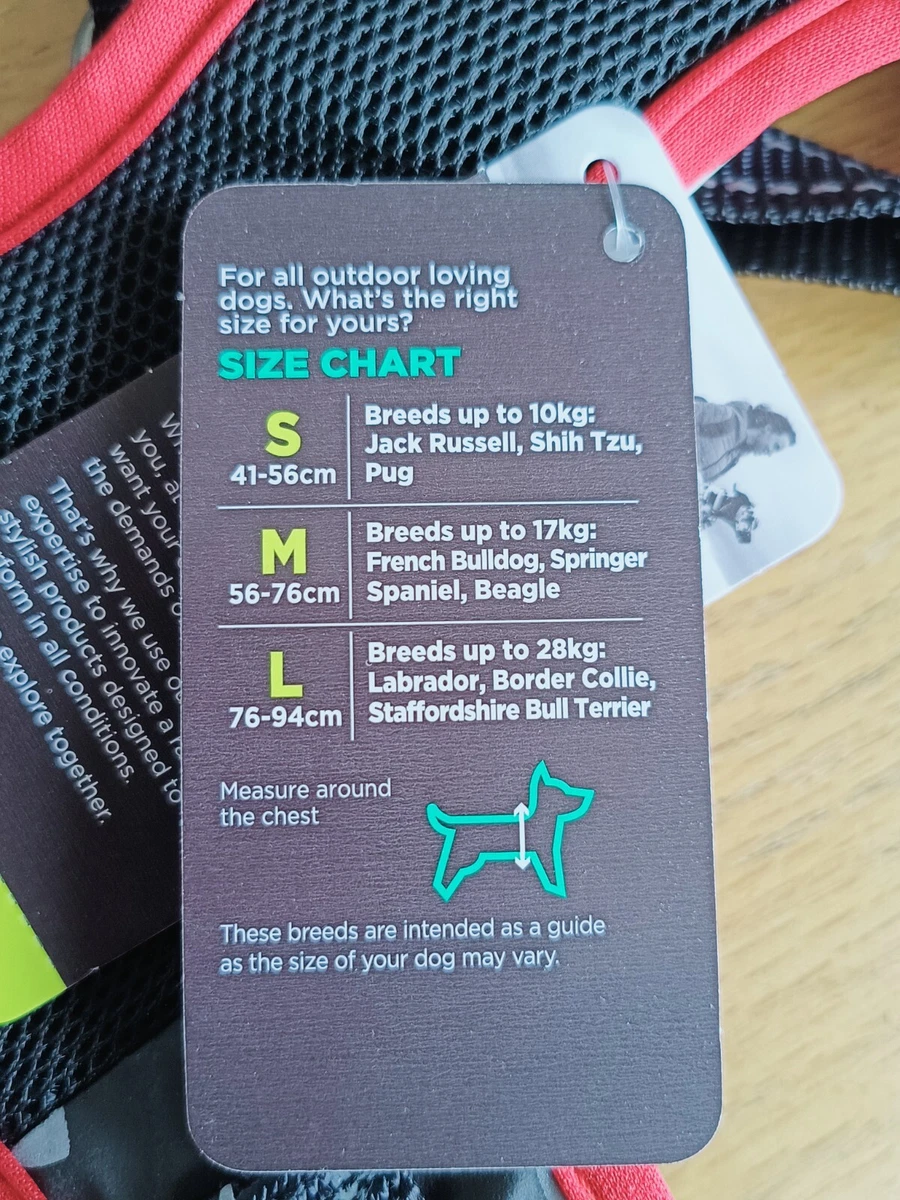 For all outdoor loving
dogs. What's the right
size for yours?
SIZE CHART
S
41-56cm
Breeds up to 10kg:
Jack Russell, Shih Tzu,
Pug
M
56-76cm
Breeds up to 17kg:
French Bulldog, Springer
Spaniel, Beagle
L
76-94cm
Breeds up to 28kg:
Labrador, Border Collie,
Staffordshire Bull Terrier
Measure around
the chest
These breeds are intended as a guide
as the size of your dog may vary.
you, at
want your
the demands
That's why we use
expertise to innovate a
stylish products designed to
form in all conditions.
explore together.